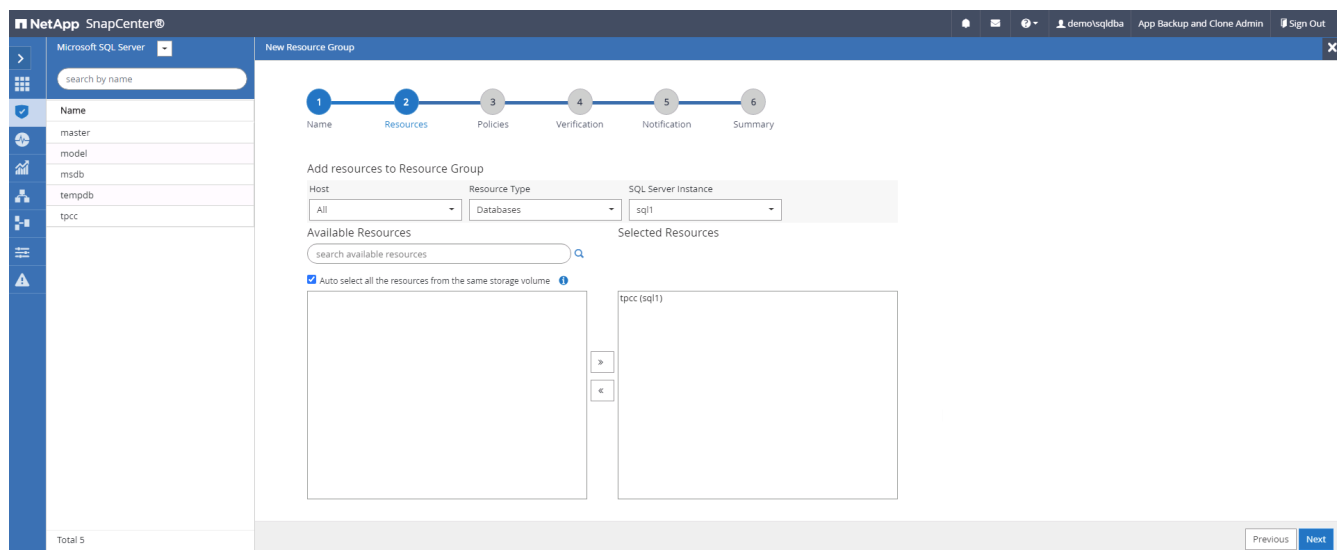 NetApp SnapCenter®
demo\sqldba App Backup and Clone Admin Sign Out
Microsoft SQL Server
New Resource Group
search by name
Name
master
model
msdb
tempdb
tpcc
Total 5
1 2 3 4 5 6
Name Resources Policies Verification Notification Summary
Add resources to Resource Group
Host Resource Type SQL Server Instance
All Databases sql1
Available Resources Selected Resources
search available resources
Auto select all the resources from the same storage volume
tpcc (sql1)
»
«
Previous Next